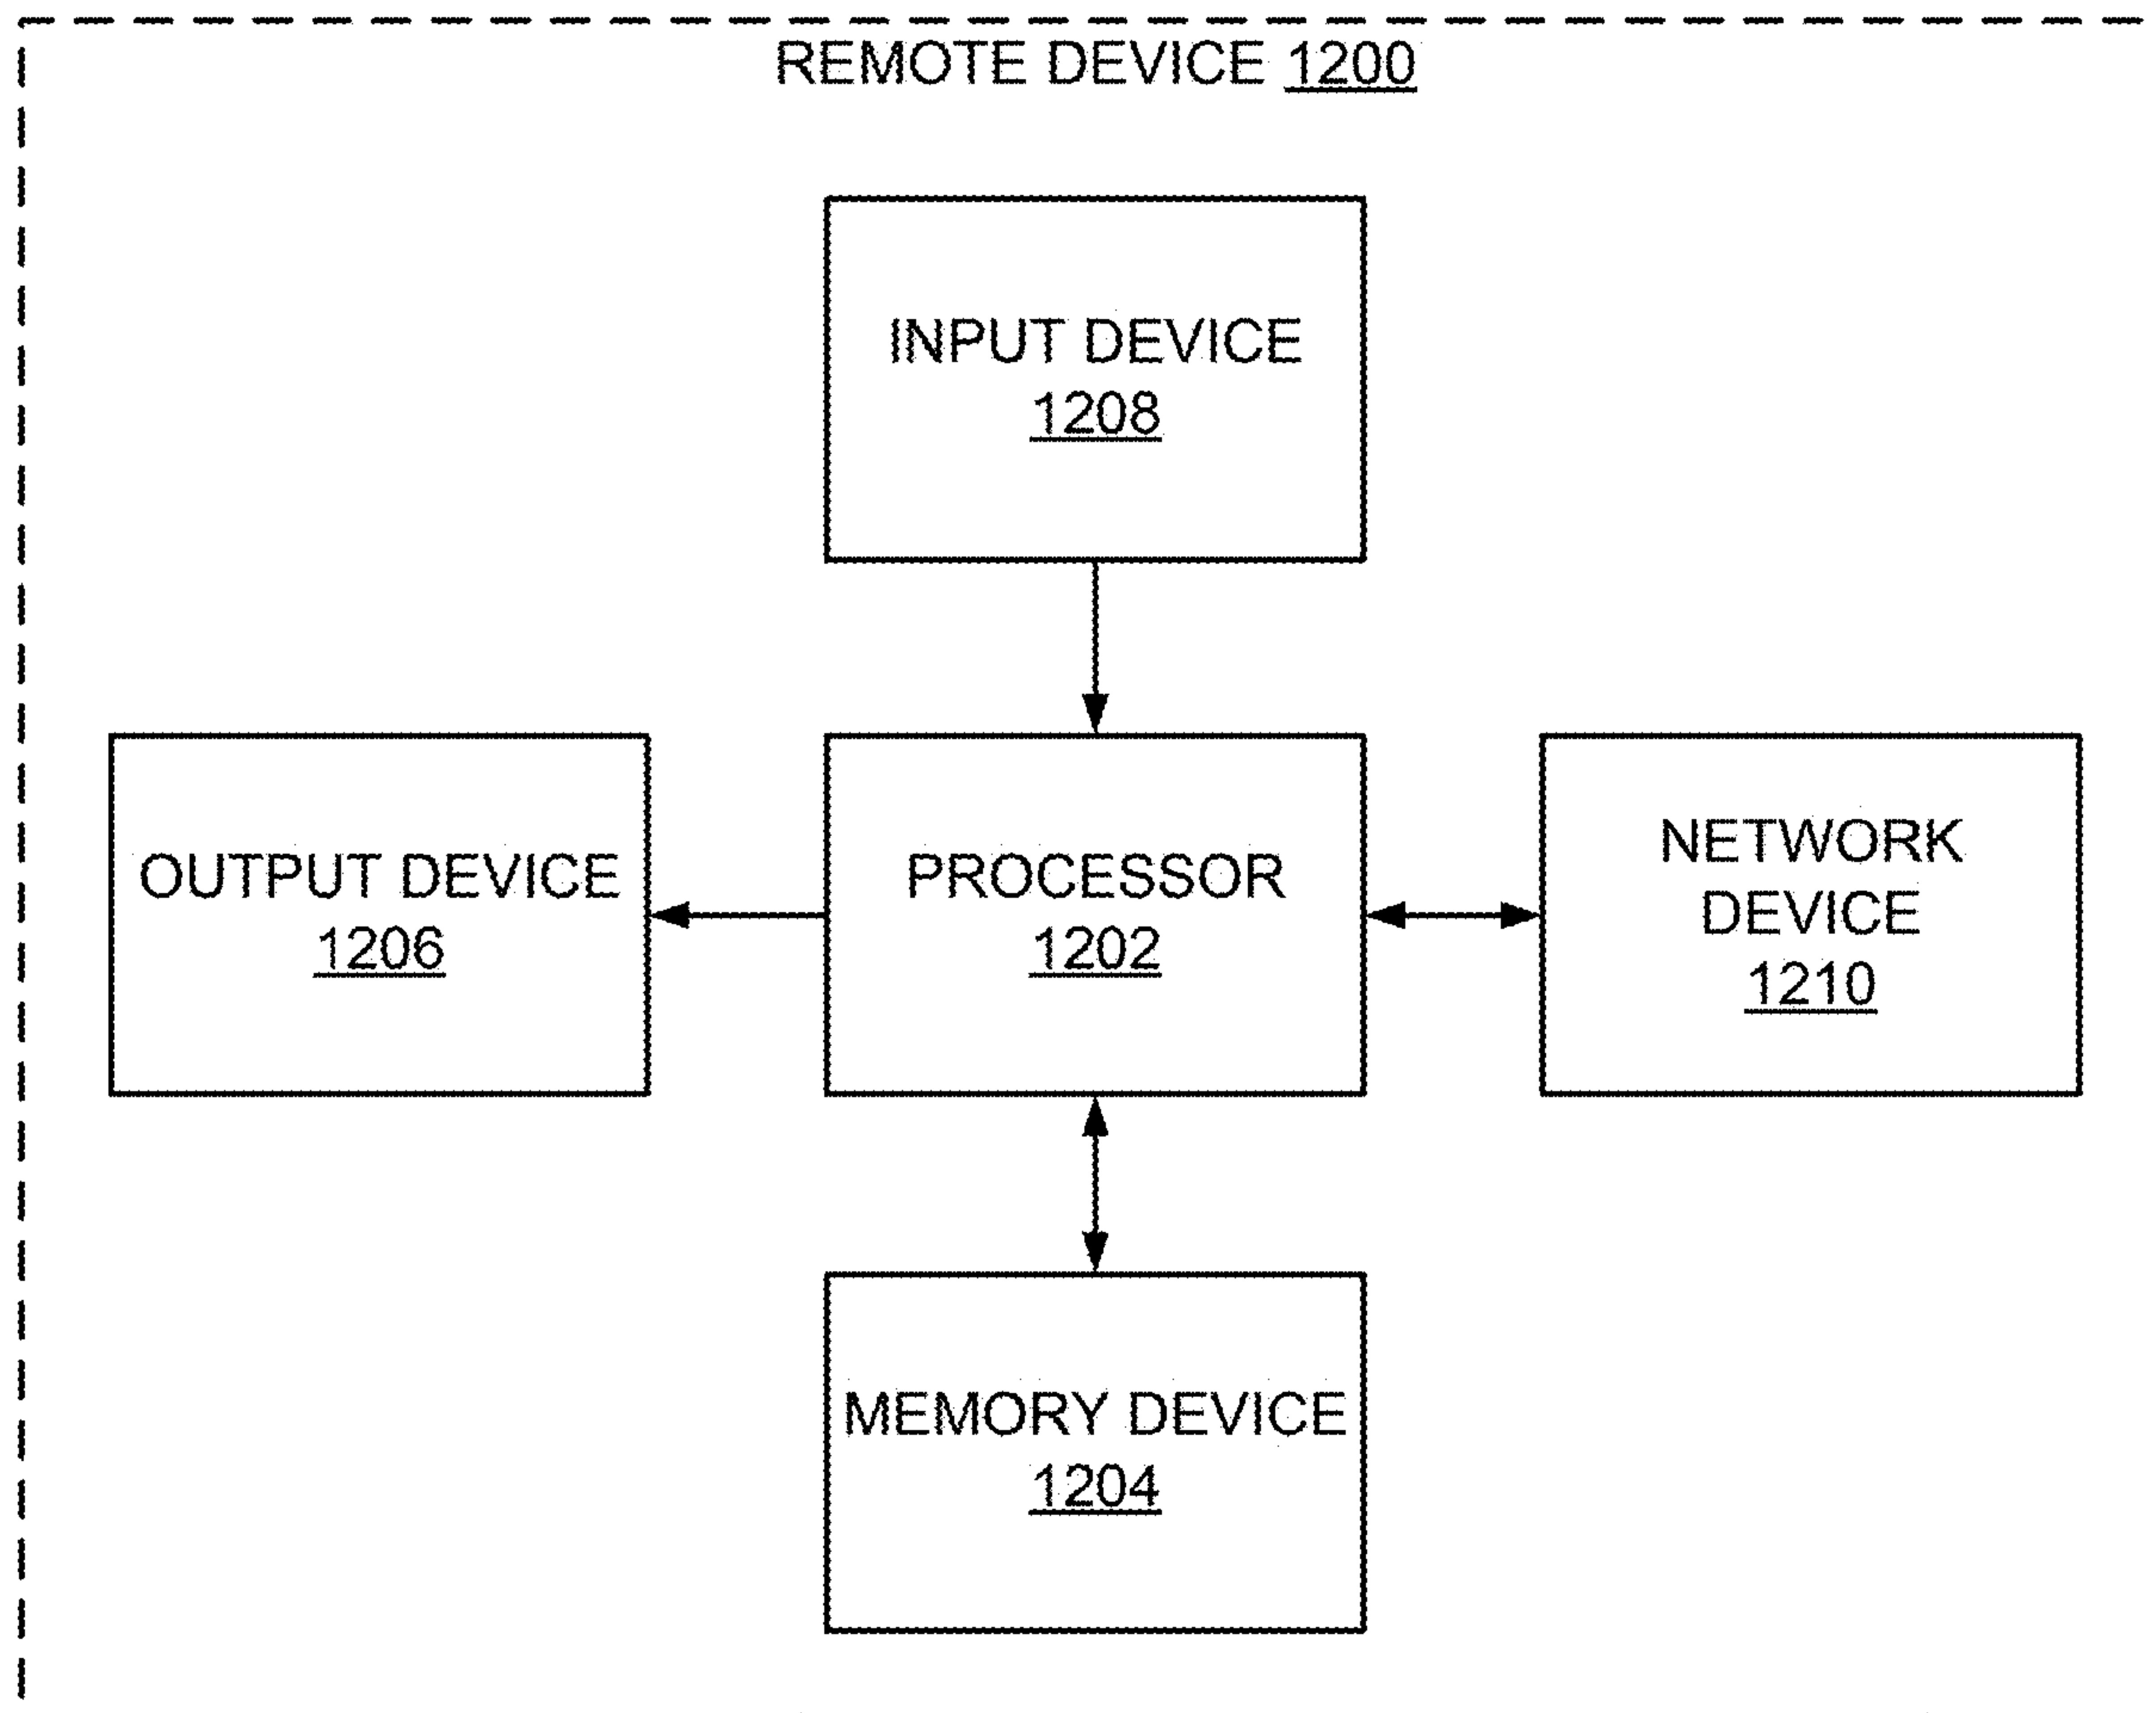 REMOTE DEVICE 1200
INPUT DEVICE
1208
OUTPUT DEVICE
1206
PROCESSOR
1202
NETWORK
DEVICE
1210
MEMORY DEVICE
1204